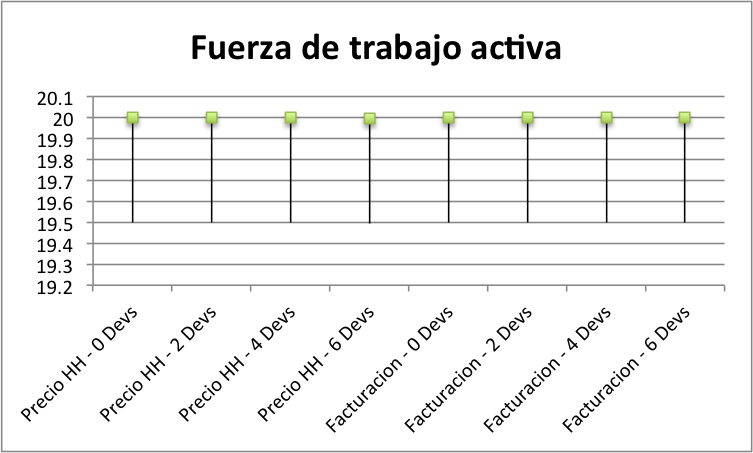 Fuerza de trabajo activa
20.1
20
19.9
19.8
19.7
19.6
19.5
19.4
19.3
19.2
Precio HH - 0 Devs
Precio HH - 2 Devs
Precio HH - 4 Devs
Precio HH - 6 Devs
Facturacion - 0 Devs
Facturacion - 2 Devs
Facturacion - 4 Devs
Facturacion - 6 Devs